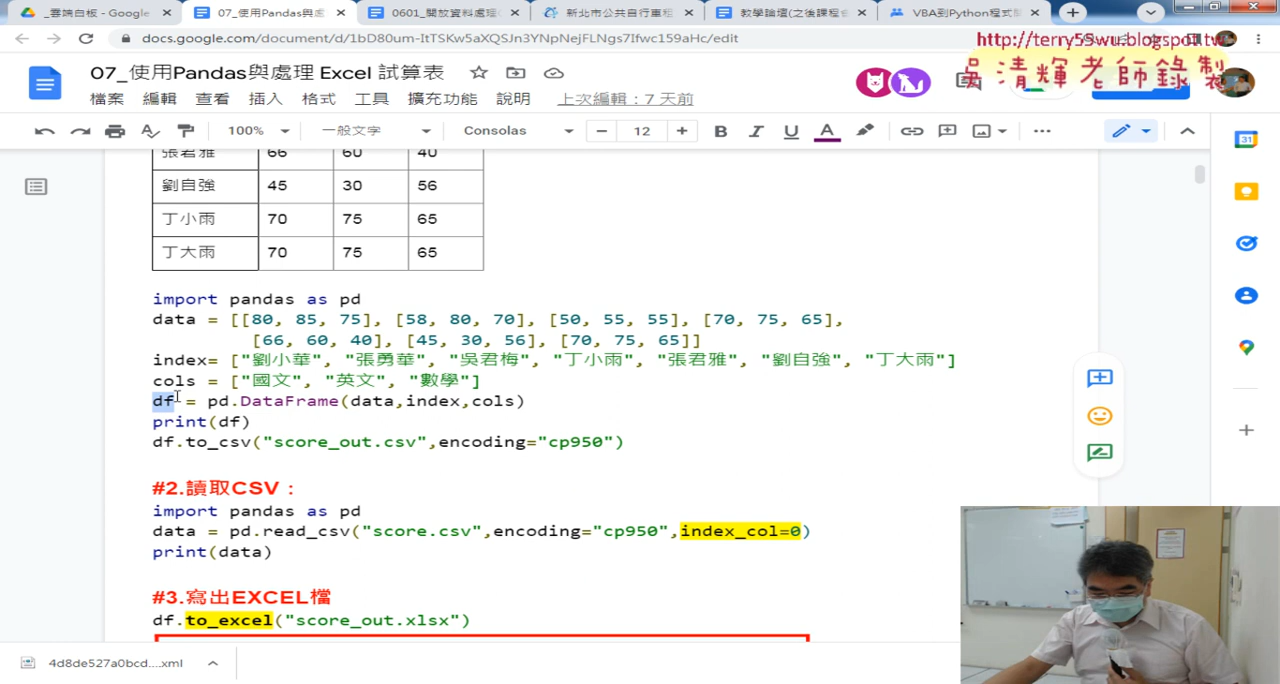 _雲端白板 - Google
07_使用Pandas與處
0601_開放資料處理(
新北市公共自行車租
教學論壇(之後課程會
VBA到Python程式開
docs.google.com/document/d/1bD80um-ItTSKw5aXQSJn3YNpNejFLNgs7Ifwc159aHc/edit
http://terry55wu.blogspot.tw
吳清輝老師錄製
07_使用Pandas與處理 Excel 試算表
檔案 編輯 查看 插入 格式 工具 擴充功能 說明 上次編輯：7 天前
100% 一般文字 Consolas 12 B I U A
張君雅 66 60 40
劉自強 45 30 56
丁小雨 70 75 65
丁大雨 70 75 65
import pandas as pd
data = [[80, 85, 75], [58, 80, 70], [50, 55, 55], [70, 75, 65],
[66, 60, 40], [45, 30, 56], [70, 75, 65]]
index= ["劉小華", "張勇華", "吳君梅", "丁小雨", "張君雅", "劉自強", "丁大雨"]
cols = ["國文", "英文", "數學"]
df = pd.DataFrame(data,index,cols)
print(df)
df.to_csv("score_out.csv",encoding="cp950")
#2.讀取CSV：
import pandas as pd
data = pd.read_csv("score.csv",encoding="cp950",index_col=0)
print(data)
#3.寫出EXCEL檔
df.to_excel("score_out.xlsx")
31
4d8de527a0bcd....xml